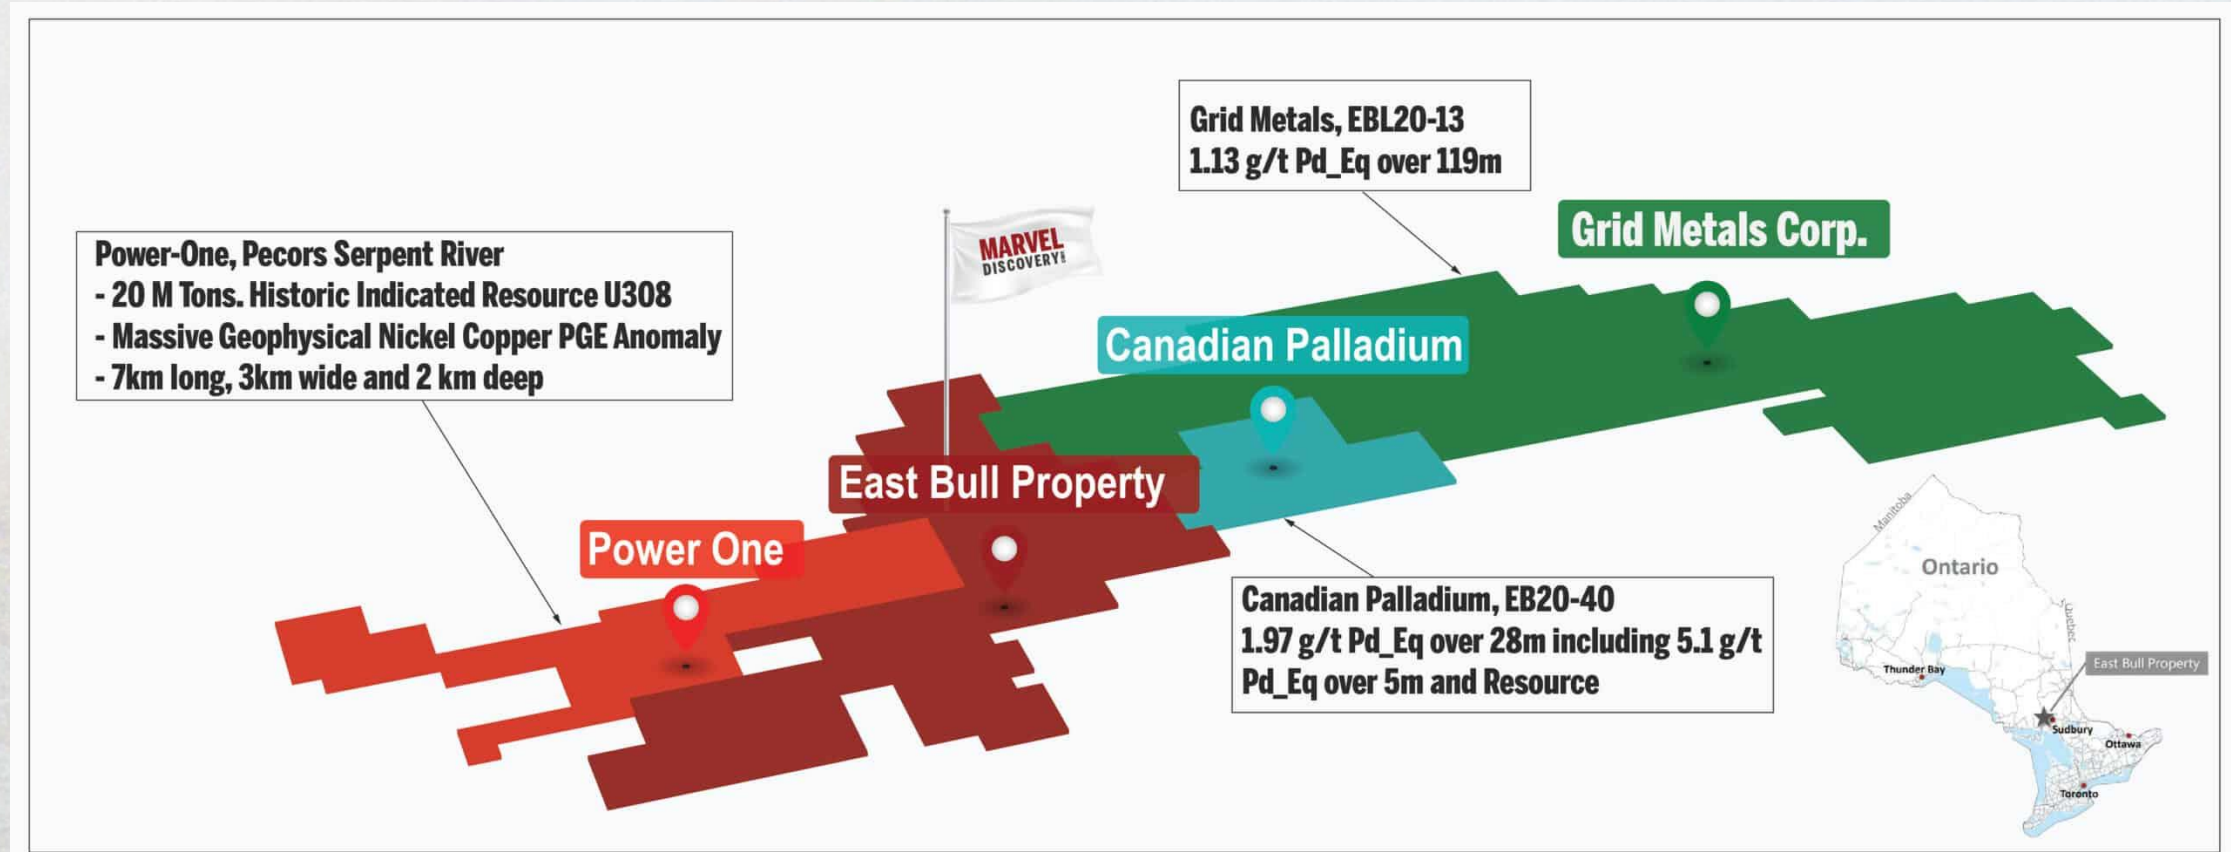 Grid Metals, EBL20-13
1.13 g/t Pd_Eq over 119m
Grid Metals Corp.
MARVEL
DISCOVERY
Power-One, Pecors Serpent River
- 20 M Tons. Historic Indicated Resource U308
- Massive Geophysical Nickel Copper PGE Anomaly
- 7km long, 3km wide and 2 km deep
Canadian Palladium
East Bull Property
Power One
Canadian Palladium, EB20-40
1.97 g/t Pd_Eq over 28m including 5.1 g/t
Pd_Eq over 5m and Resource
Manitoba
Ontario
Quebec
Thunder Bay
East Bull Property
Sudbury
Ottawa
Toronto